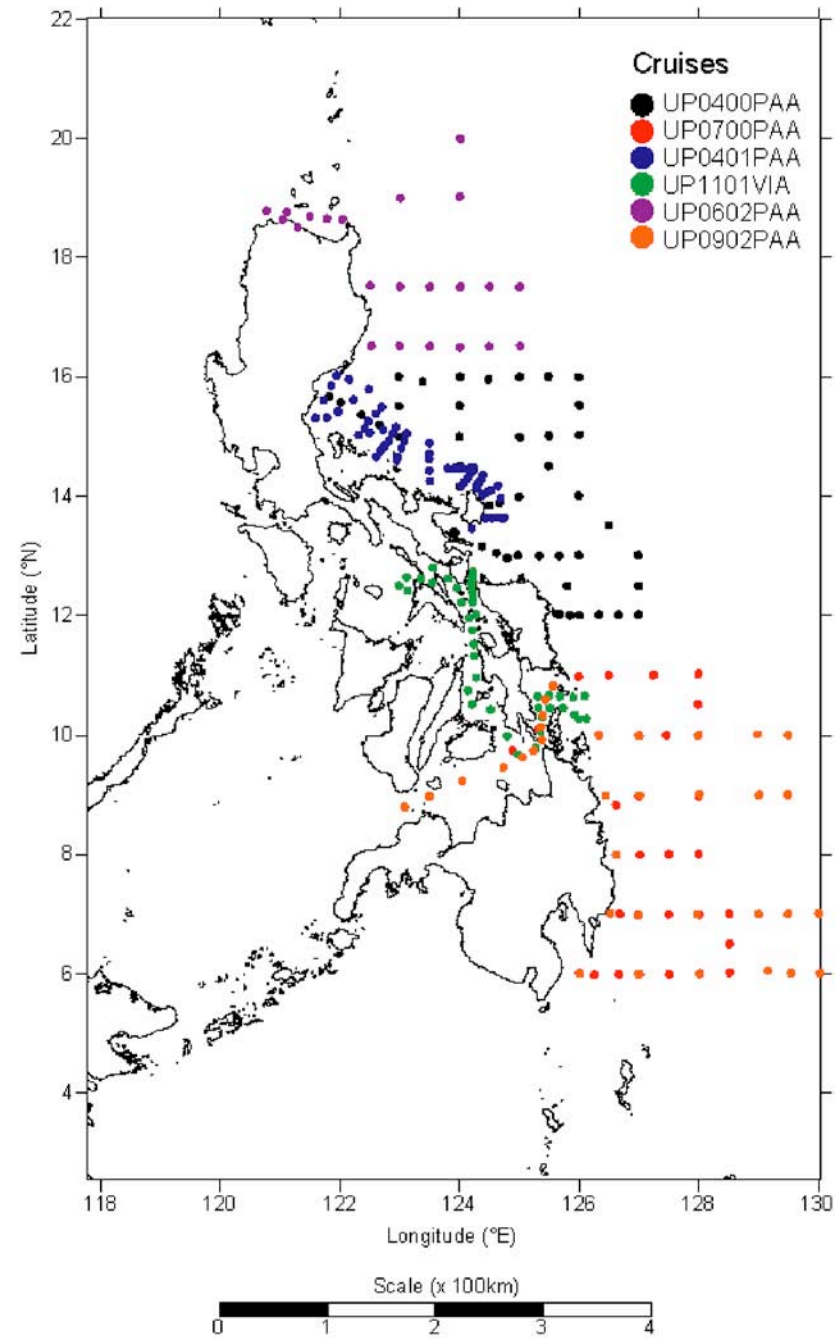 Cruises
UP0400PAA
UP0700PAA
UP0401PAA
UP1101VIA
UP0602PAA
UP0902PAA
22
20
18
16
14
12
10
8
6
4
Latitude (°N)
118 120 122 124 126 128 130
Longitude (°E)
Scale (x 100km)
0 1 2 3 4